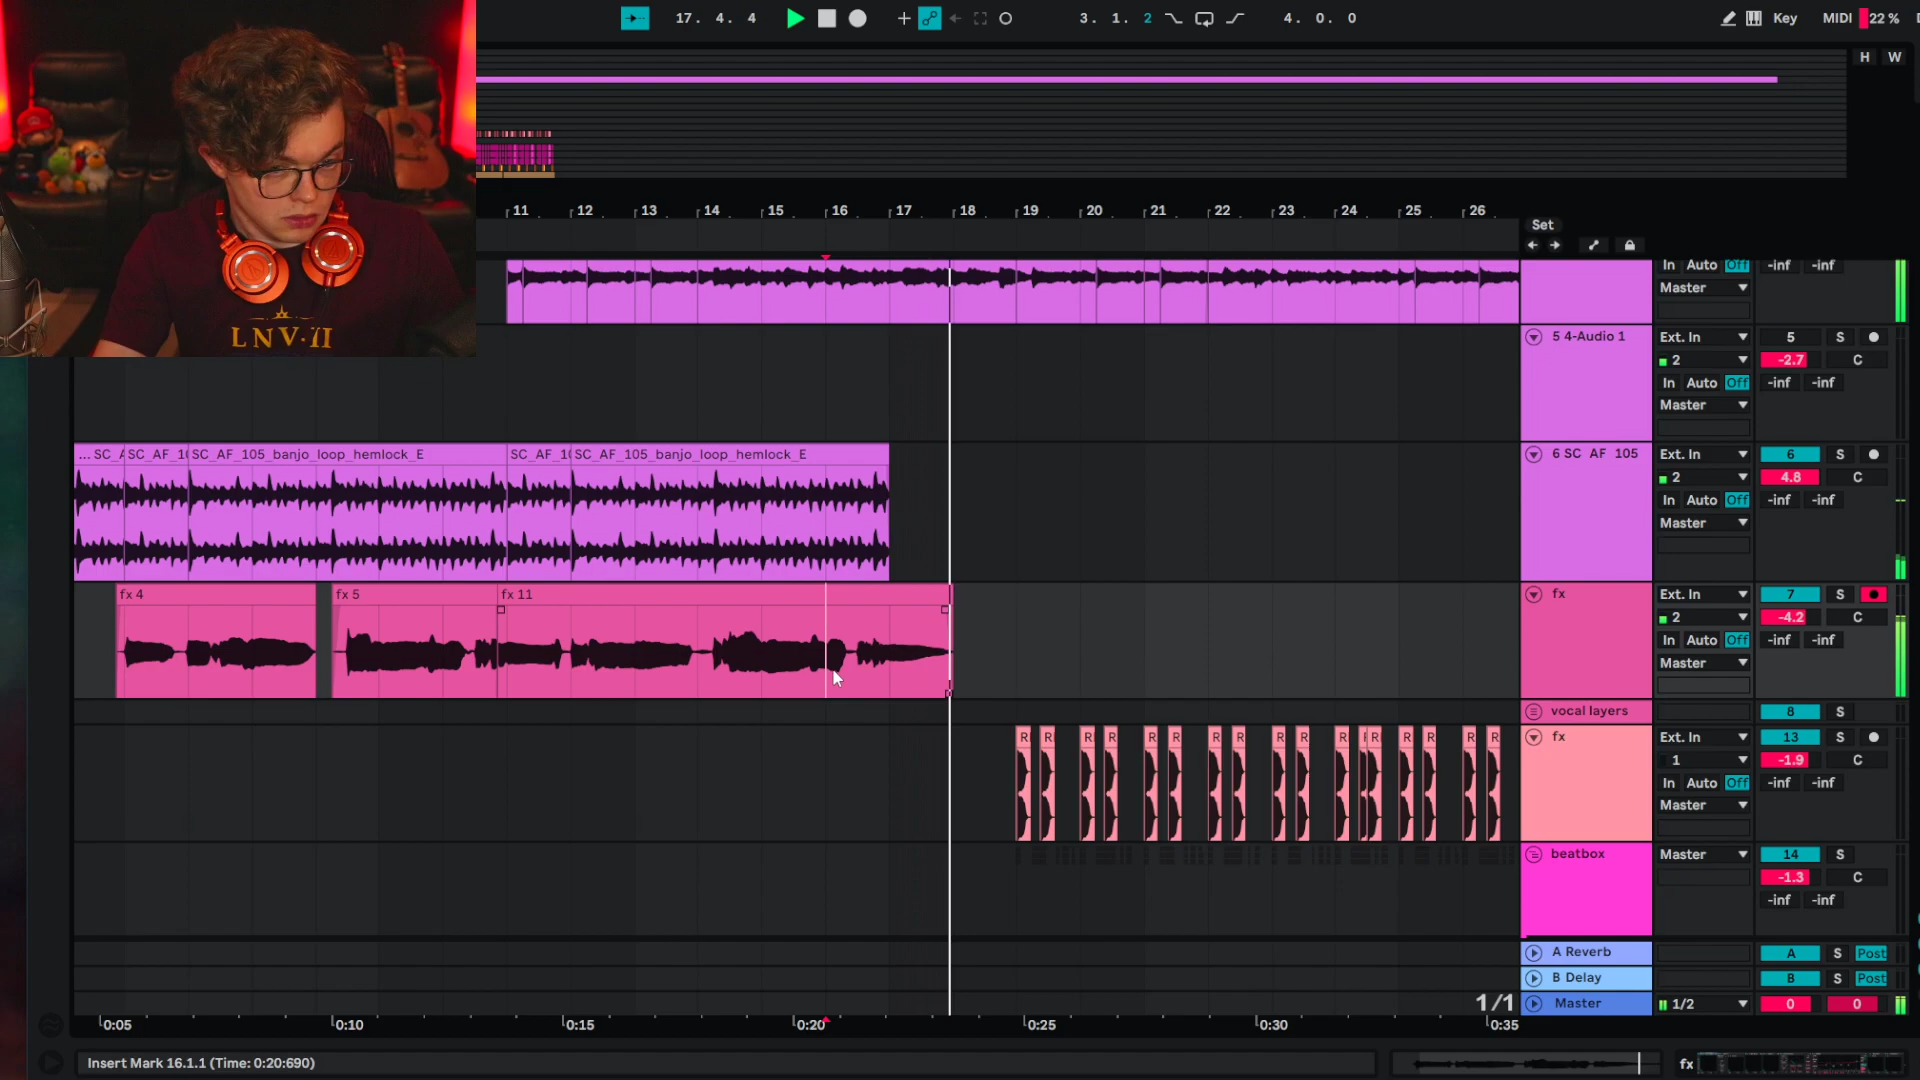 17. 4. 4
3. 1. 2
4. 0. 0
Key
MIDI
22 %
H W
11 12 13 14 15 16 17 18 19 20 21 22 23 24 25 26
Set
LNV·II
In Auto Off -inf -inf
Master
5 4-Audio 1 Ext. In 5 S
2 -2.7 C
In Auto Off -inf -inf
Master
... SC_A SC_AF_10 SC_AF_105_banjo_loop_hemlock_E SC_AF_10 SC_AF_105_banjo_loop_hemlock_E
6 SC AF 105 Ext. In 6 S
2 4.8 C
In Auto Off -inf -inf
Master
fx 4 fx 5 fx 11
fx Ext. In 7 S
2 -4.2 C
In Auto Off -inf -inf
Master
vocal layers 8 S
R R R R R R R R R R R R R R R R
fx Ext. In 13 S
1 -1.9 C
In Auto Off -inf -inf
Master
beatbox Master 14 S
-1.3 C
-inf -inf
A Reverb A S Post
B Delay B S Post
1/1 Master 1/2 0 0
0:05 0:10 0:15 0:20 0:25 0:30 0:35
Insert Mark 16.1.1 (Time: 0:20:690)
fx